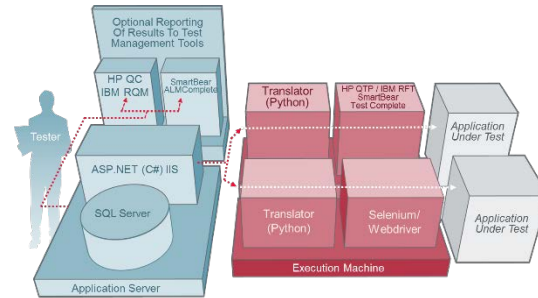 Optional Reporting
Of Results To Test
Management Tools
HP QC
IBM RQM
SmartBear
ALMComplete
Tester
ASP.NET (C#) IIS
SQL Server
Application Server
Translator
(Python)
HP QTP / IBM RFT
SmartBear
Test Complete
Application
Under Test
Translator
(Python)
Selenium/
Webdriver
Application
Under Test
Execution Machine